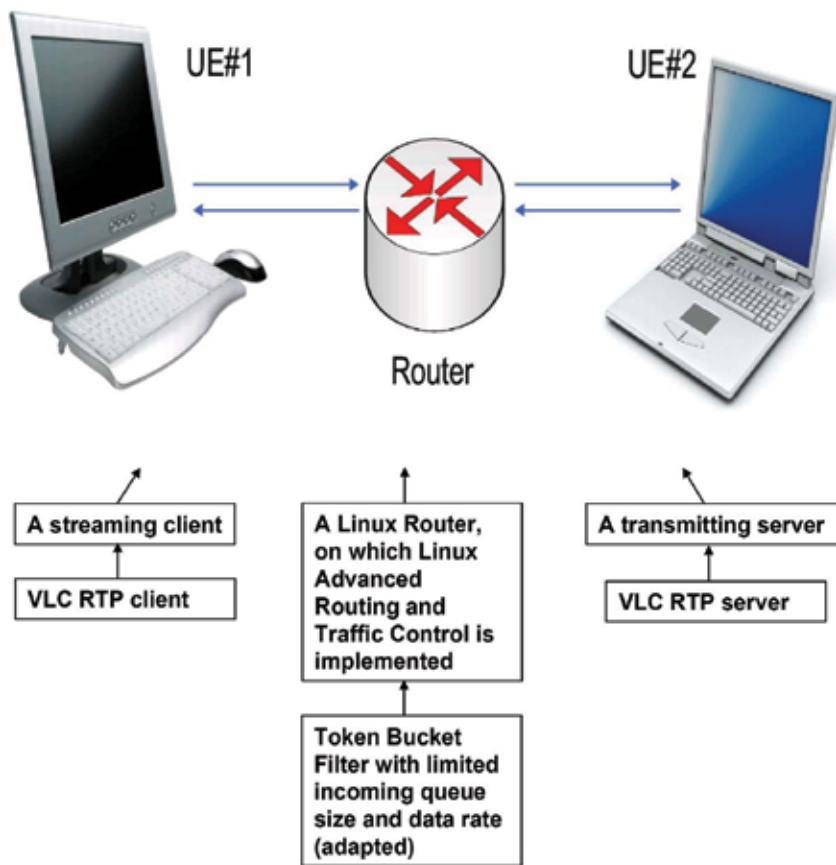 UE#1
UE#2
Router
A streaming client
VLC RTP client
A Linux Router,
on which Linux
Advanced
Routing and
Traffic Control is
implemented
Token Bucket
Filter with limited
incoming queue
size and data rate
(adapted)
A transmitting server
VLC RTP server